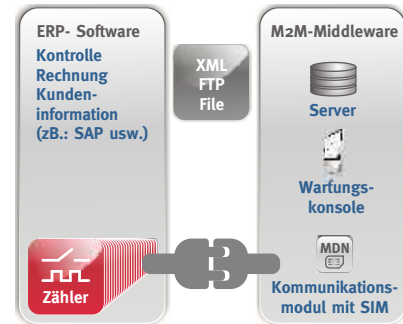 ERP- Software
Kontrolle
Rechnung
Kunden-
information
(zB.: SAP usw.)
Zähler
XML
FTP
File
M2M-Middleware
Server
Wartungs-
konsole
MDN
Kommunikations-
modul mit SIM